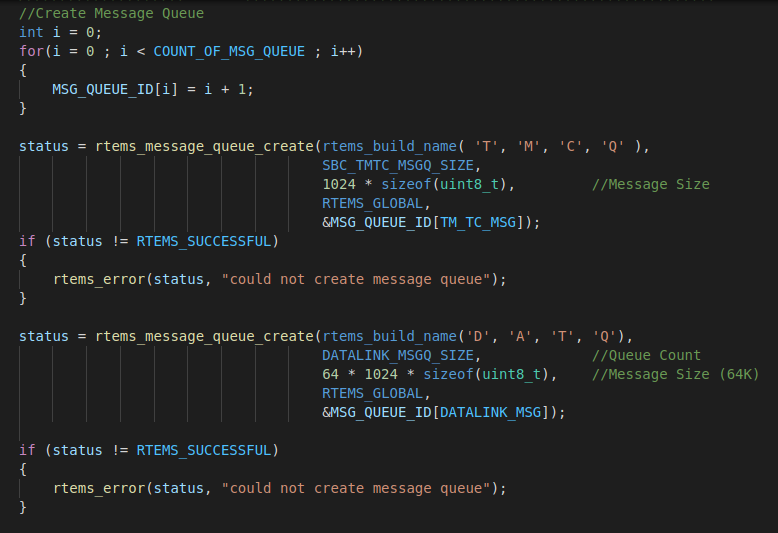 //Create Message Queue
int i = 0;
for(i = 0 ; i < COUNT_OF_MSG_QUEUE ; i++)
{
    MSG_QUEUE_ID[i] = i + 1;
}

status = rtems_message_queue_create(rtems_build_name( 'T', 'M', 'C', 'Q' ),
                                    SBC_TMTC_MSGQ_SIZE,
                                    1024 * sizeof(uint8_t),         //Message Size
                                    RTEMS_GLOBAL,
                                    &MSG_QUEUE_ID[TM_TC_MSG]);
if (status != RTEMS_SUCCESSFUL)
{
    rtems_error(status, "could not create message queue");
}

status = rtems_message_queue_create(rtems_build_name('D', 'A', 'T', 'Q'),
                                    DATALINK_MSGQ_SIZE,             //Queue Count
                                    64 * 1024 * sizeof(uint8_t),    //Message Size (64K)
                                    RTEMS_GLOBAL,
                                    &MSG_QUEUE_ID[DATALINK_MSG]);

if (status != RTEMS_SUCCESSFUL)
{
    rtems_error(status, "could not create message queue");
}